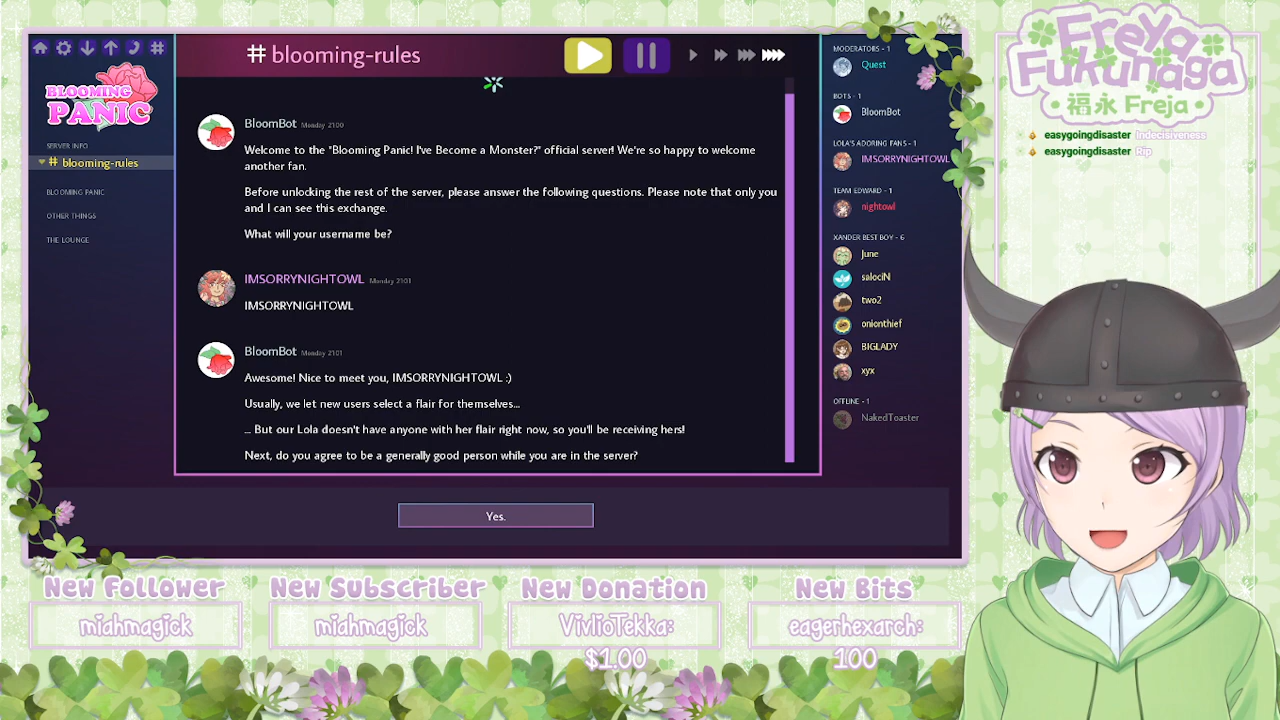 BLOOMING
PANIC
SERVER INFO
# blooming-rules
BLOOMING PANIC
OTHER THINGS
THE LOUNGE
# blooming-rules
BloomBot Monday 2100
Welcome to the "Blooming Panic! I've Become a Monster?" official server! We're so happy to welcome
another fan.
Before unlocking the rest of the server, please answer the following questions. Please note that only you
and I can see this exchange.
What will your username be?
IMSORRYNIGHTOWL Monday 2101
IMSORRYNIGHTOWL
BloomBot Monday 2101
Awesome! Nice to meet you, IMSORRYNIGHTOWL :)
Usually, we let new users select a flair for themselves...
... But our Lola doesn't have anyone with her flair right now, so you'll be receiving hers!
Next, do you agree to be a generally good person while you are in the server?
Yes.
MODERATORS - 1
Quest
BOTS - 1
BloomBot
LOLA'S ADORING FANS - 1
IMSORRYNIGHTOWL
TEAM EDWARD - 1
nightowl
XANDER BEST BOY - 6
June
salociN
two2
onionthief
BIGLADY
xyx
OFFLINE - 1
NakedToaster
Freya
Fukunaga
福永 Freja
easygoingdisaster Indecisiveness
easygoingdisaster Rip
New Follower
miahmagick
New Subscriber
miahmagick
New Donation
VivlioTekka:
$1.00
New Bits
eagerhexarch:
100